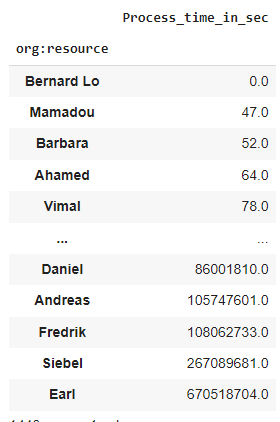 Process_time_in_sec
org:resource
Bernard Lo 0.0
Mamadou 47.0
Barbara 52.0
Ahamed 64.0
Vimal 78.0
... ...
Daniel 86001810.0
Andreas 105747601.0
Fredrik 108062733.0
Siebel 267089681.0
Earl 670518704.0